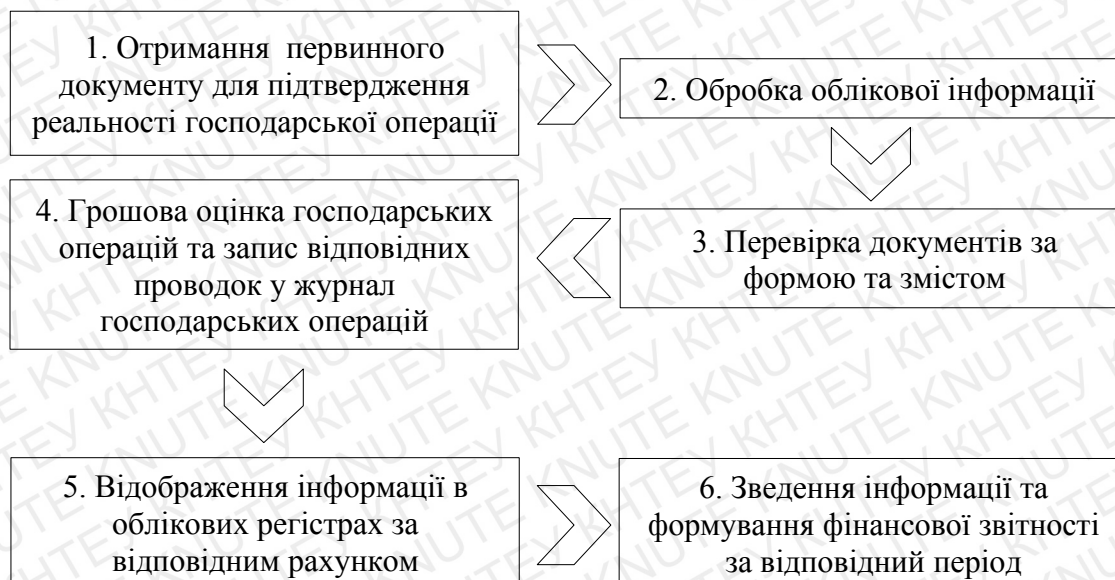 1. Отримання первинного
документу для підтвердження
реальності господарської операції
2. Обробка облікової інформації
3. Перевірка документів за
формою та змістом
4. Грошова оцінка господарських
операцій та запис відповідних
проводок у журнал
господарських операцій
5. Відображення інформації в
облікових регістрах за
відповідним рахунком
6. Зведення інформації та
формування фінансової звітності
за відповідний період